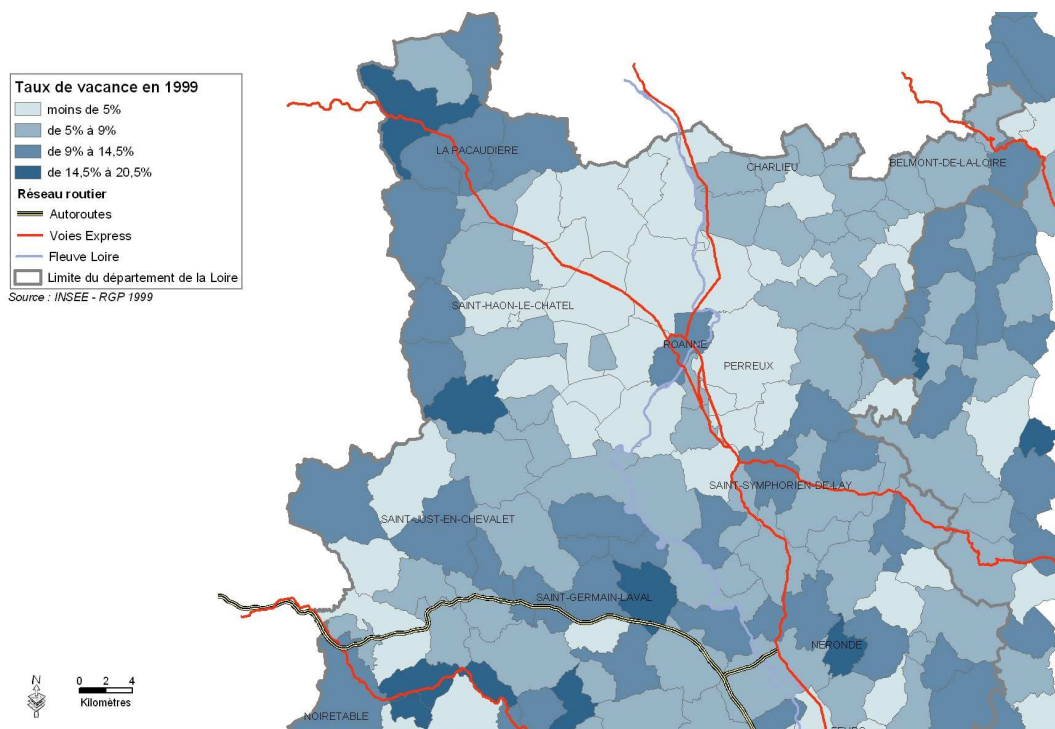 Taux de vacance en 1999
moins de 5%
de 5% à 9%
de 9% à 14,5%
de 14,5% à 20,5%
Réseau routier
Autoroutes
Voies Express
Fleuve Loire
Limite du département de la Loire
Source : INSEE - RGP 1999
LA PACAUDIERE
CHARLIEU
BELMONT-DE-LA-LOIRE
SAINT-HAON-LE-CHATEL
ROANNE
PERREUX
SAINT-SYMPHORIEN-DE-LAY
SAINT-JUST-EN-CHEVALET
SAINT-GERMAIN-LAVAL
NERONDE
NOIRETABLE
N
0 2 4
Kilomètres